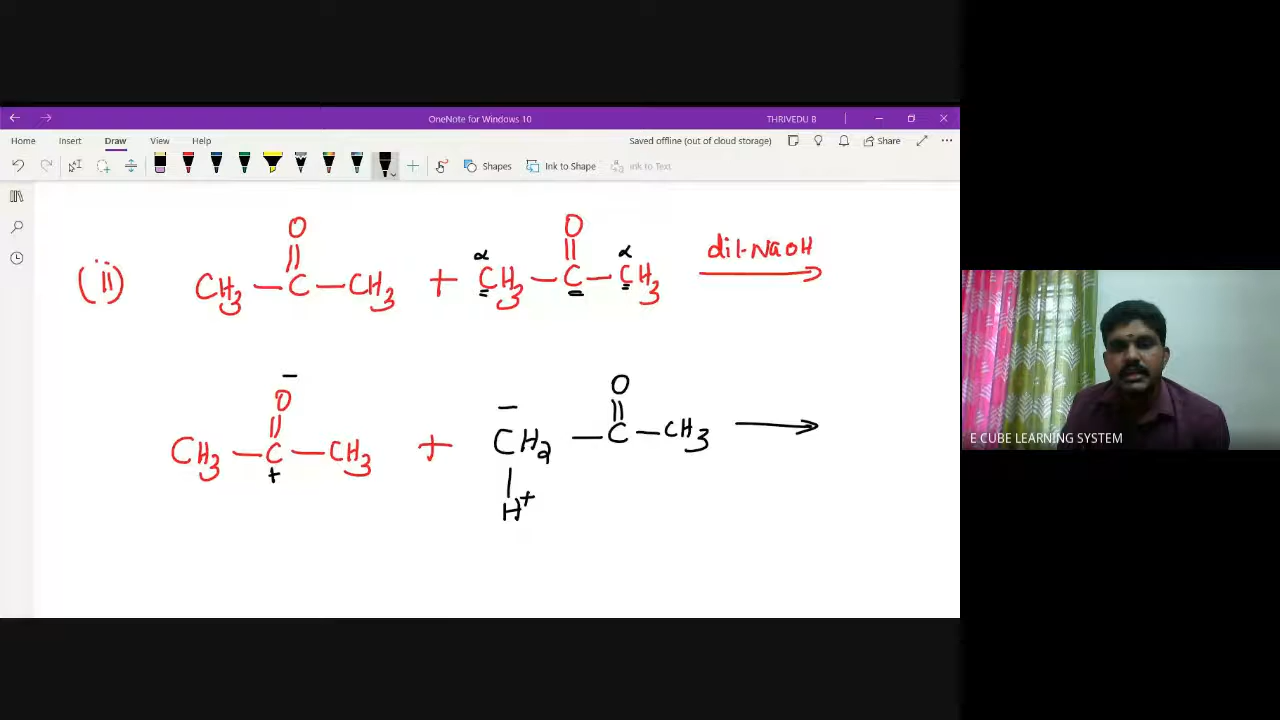 OneNote for Windows 10
THRIVEDU B
Home Insert Draw View Help
Saved offline (out of cloud storage)
Share
Shapes
Ink to Shape
Ink to Text
O O
(ii) CH3 — C — CH3 + CH3 — C — CH3 dil·NaOH
α α
− O − O
CH3 — C — CH3 + CH2 — C — CH3
+ H+
E CUBE LEARNING SYSTEM